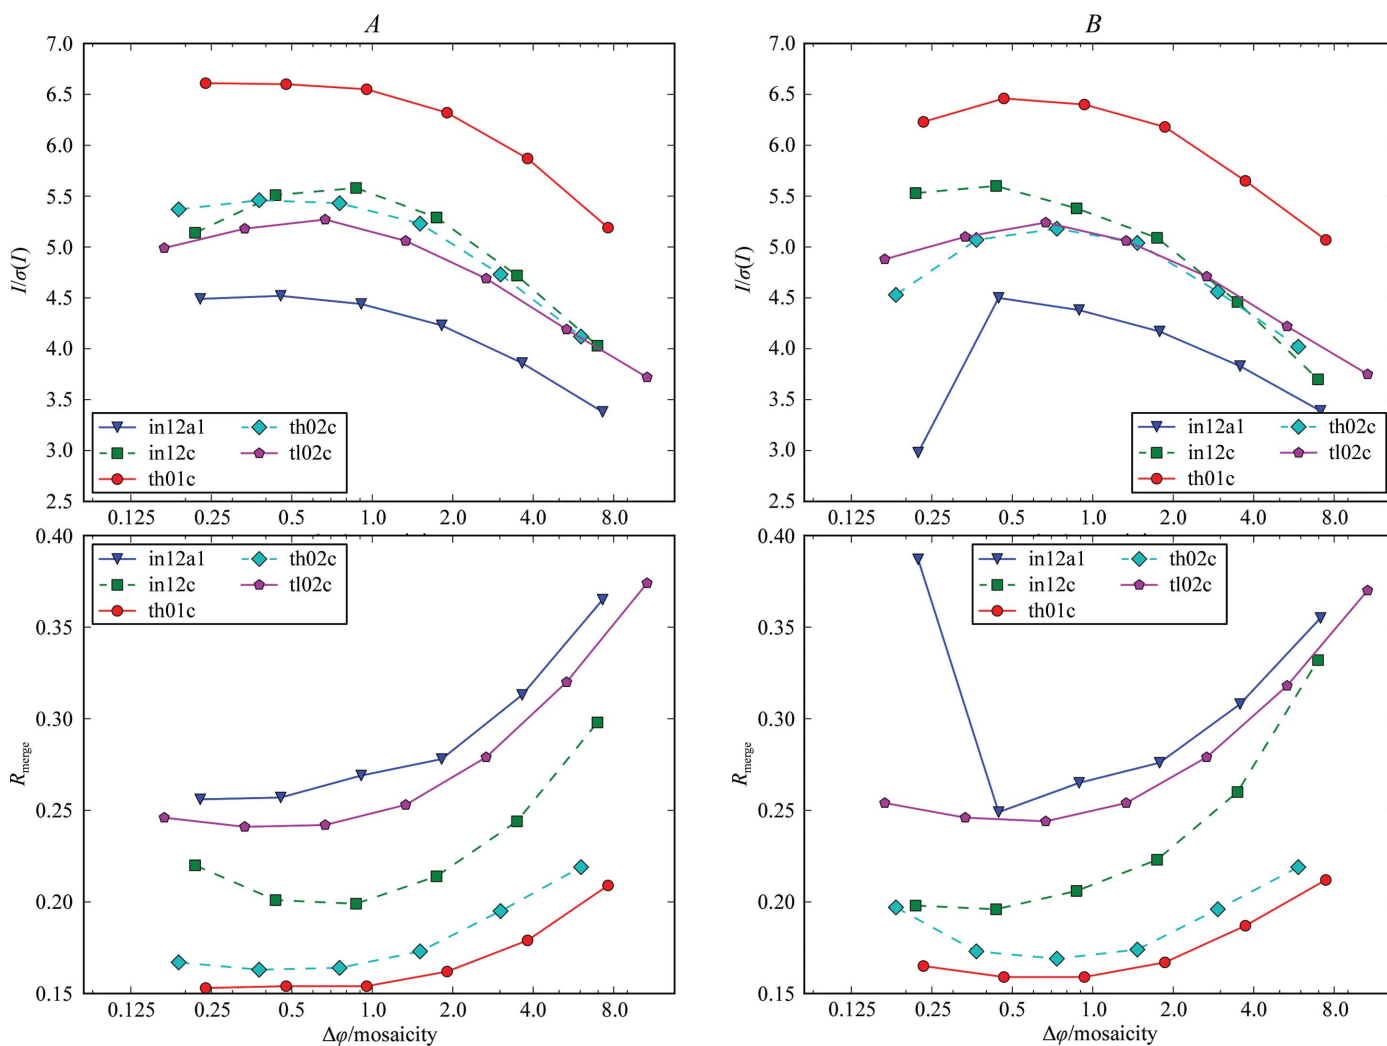 A
B
7.0
6.5
6.0
5.5
5.0
4.5
4.0
3.5
3.0
2.5
I/σ(I)
in12a1 th02c
in12c tl02c
th01c
0.125 0.25 0.5 1.0 2.0 4.0 8.0
7.0
6.5
6.0
5.5
5.0
4.5
4.0
3.5
3.0
2.5
I/σ(I)
in12a1 th02c
in12c tl02c
th01c
0.125 0.25 0.5 1.0 2.0 4.0 8.0
0.40
0.35
0.30
0.25
0.20
0.15
Rmerge
in12a1 th02c
in12c tl02c
th01c
0.125 0.25 0.5 1.0 2.0 4.0 8.0
Δφ/mosaicity
0.40
0.35
0.30
0.25
0.20
0.15
Rmerge
in12a1 th02c
in12c tl02c
th01c
0.125 0.25 0.5 1.0 2.0 4.0 8.0
Δφ/mosaicity